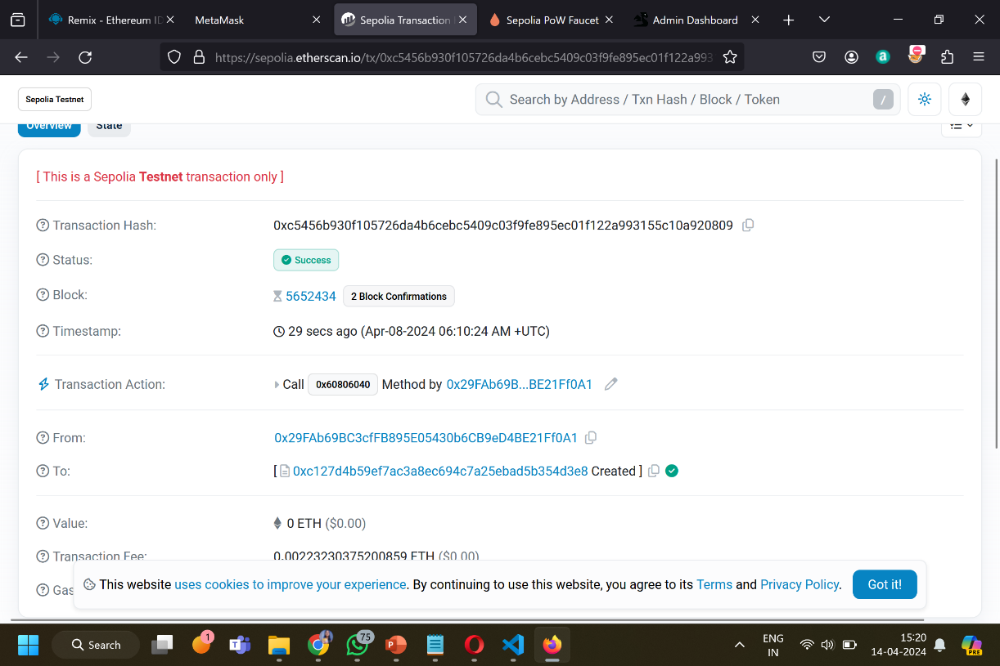 Remix - Ethereum ID
MetaMask
Sepolia Transaction
Sepolia PoW Faucet
Admin Dashboard
https://sepolia.etherscan.io/tx/0xc5456b930f105726da4b6cebc5409c03f9fe895ec01f122a993
Sepolia Testnet
Search by Address / Txn Hash / Block / Token
/
Overview
State
[ This is a Sepolia Testnet transaction only ]
Transaction Hash:
0xc5456b930f105726da4b6cebc5409c03f9fe895ec01f122a993155c10a920809
Status:
Success
Block:
5652434
2 Block Confirmations
Timestamp:
29 secs ago (Apr-08-2024 06:10:24 AM +UTC)
Transaction Action:
Call 0x60806040 Method by 0x29FAb69B...BE21Ff0A1
From:
0x29FAb69BC3cfFB895E05430b6CB9eD4BE21Ff0A1
To:
[ 0xc127d4b59ef7ac3a8ec694c7a25ebad5b354d3e8 Created ]
Value:
0 ETH ($0.00)
Transaction Fee:
0.00223230375200859 ETH ($0.00)
Gas
This website uses cookies to improve your experience. By continuing to use this website, you agree to its Terms and Privacy Policy.
Got it!
Search
1
75
ENG
IN
15:20
14-04-2024
PRE